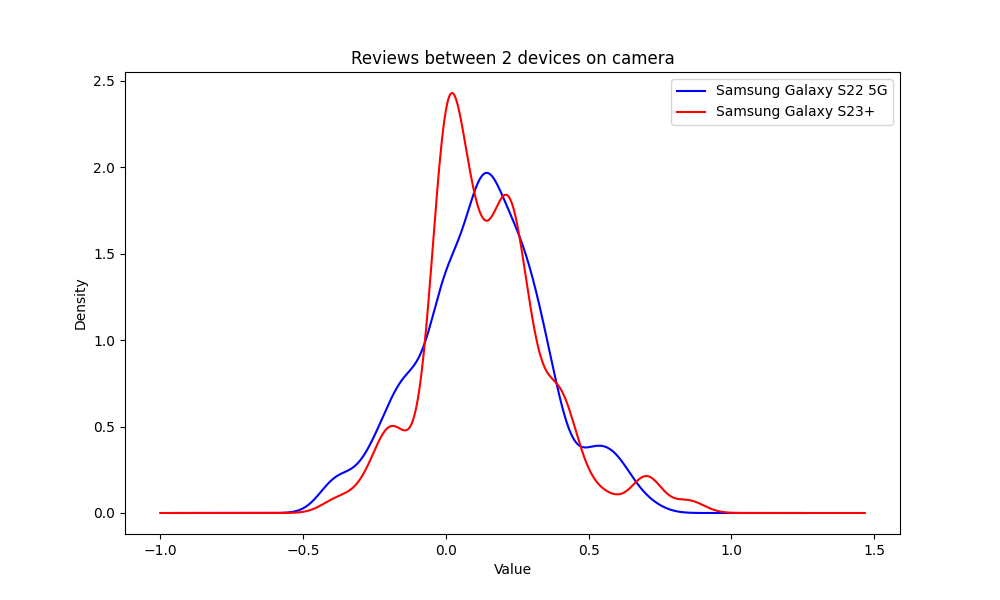 Reviews between 2 devices on camera
Samsung Galaxy S22 5G
Samsung Galaxy S23+
2.5
2.0
1.5
1.0
0.5
0.0
Density
−1.0
−0.5
0.0
0.5
1.0
1.5
Value